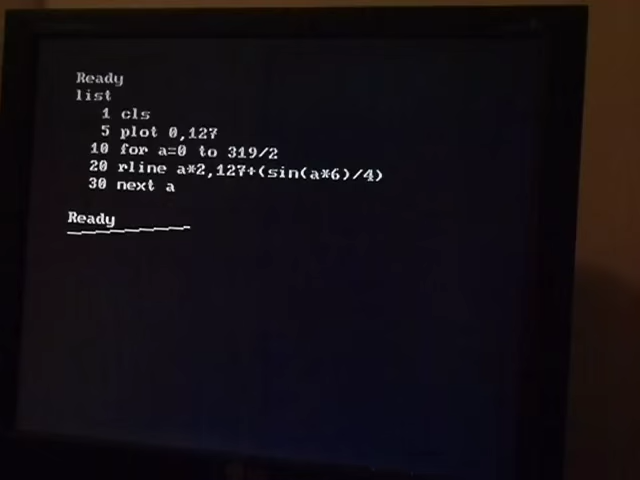 Ready
list
1 cls
5 plot 0,127
10 for a=0 to 319/2
20 rline a*2,127+(sin(a*6)/4)
30 next a
Ready